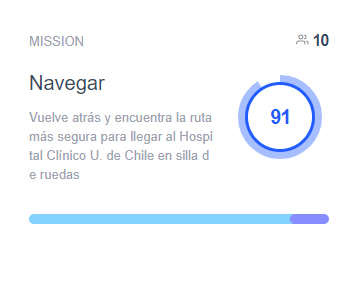 MISSION
10
Navegar
91
Vuelve atrás y encuentra la ruta
más segura para llegar al Hospi
tal Clínico U. de Chile en silla d
e ruedas